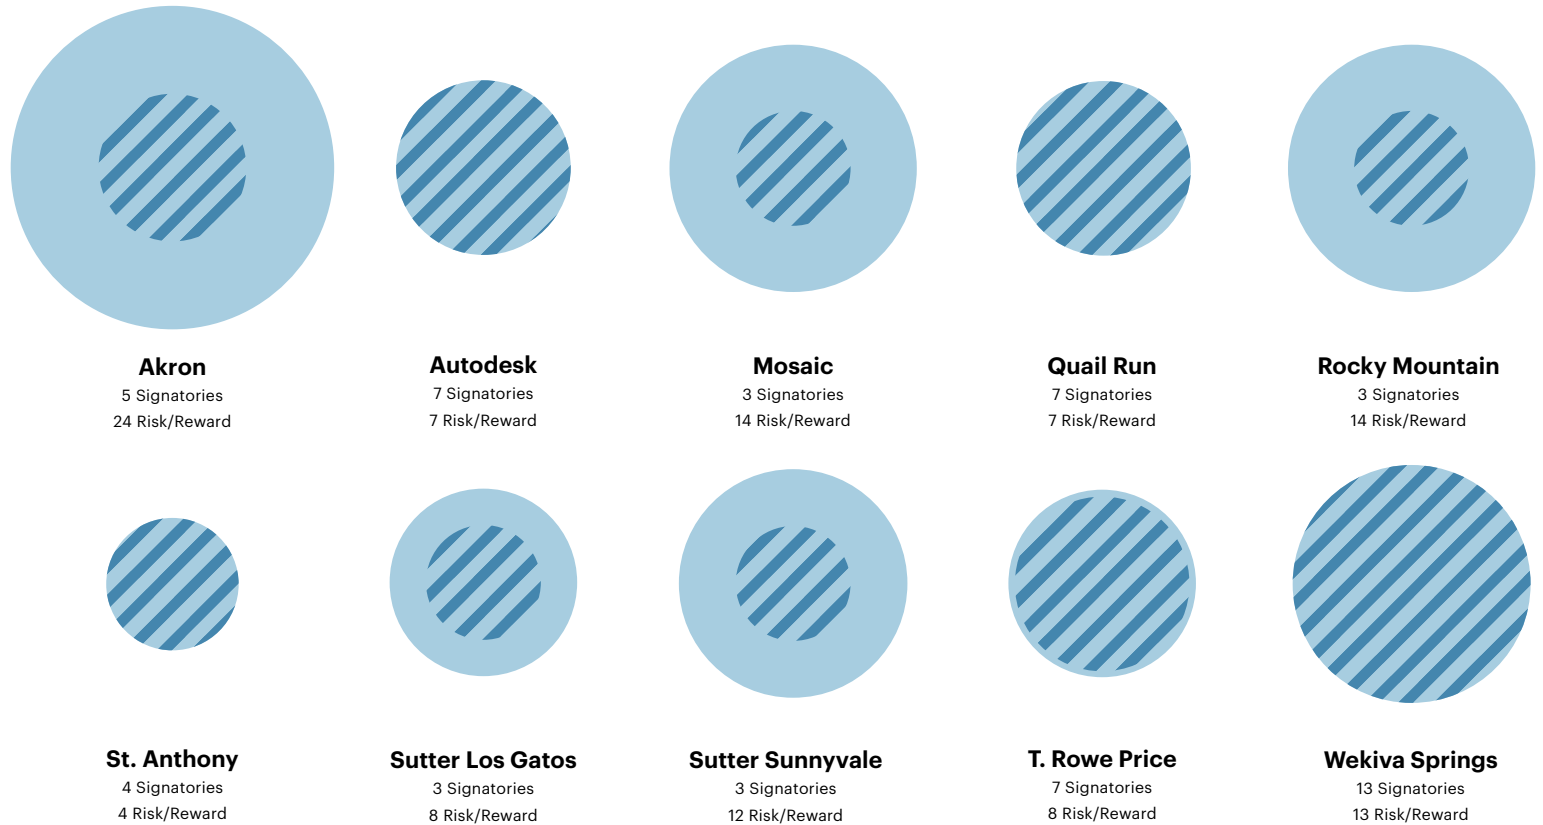 Akron
5 Signatories
24 Risk/Reward
Autodesk
7 Signatories
7 Risk/Reward
Mosaic
3 Signatories
14 Risk/Reward
Quail Run
7 Signatories
7 Risk/Reward
Rocky Mountain
3 Signatories
14 Risk/Reward
St. Anthony
4 Signatories
4 Risk/Reward
Sutter Los Gatos
3 Signatories
8 Risk/Reward
Sutter Sunnyvale
3 Signatories
12 Risk/Reward
T. Rowe Price
7 Signatories
8 Risk/Reward
Wekiva Springs
13 Signatories
13 Risk/Reward